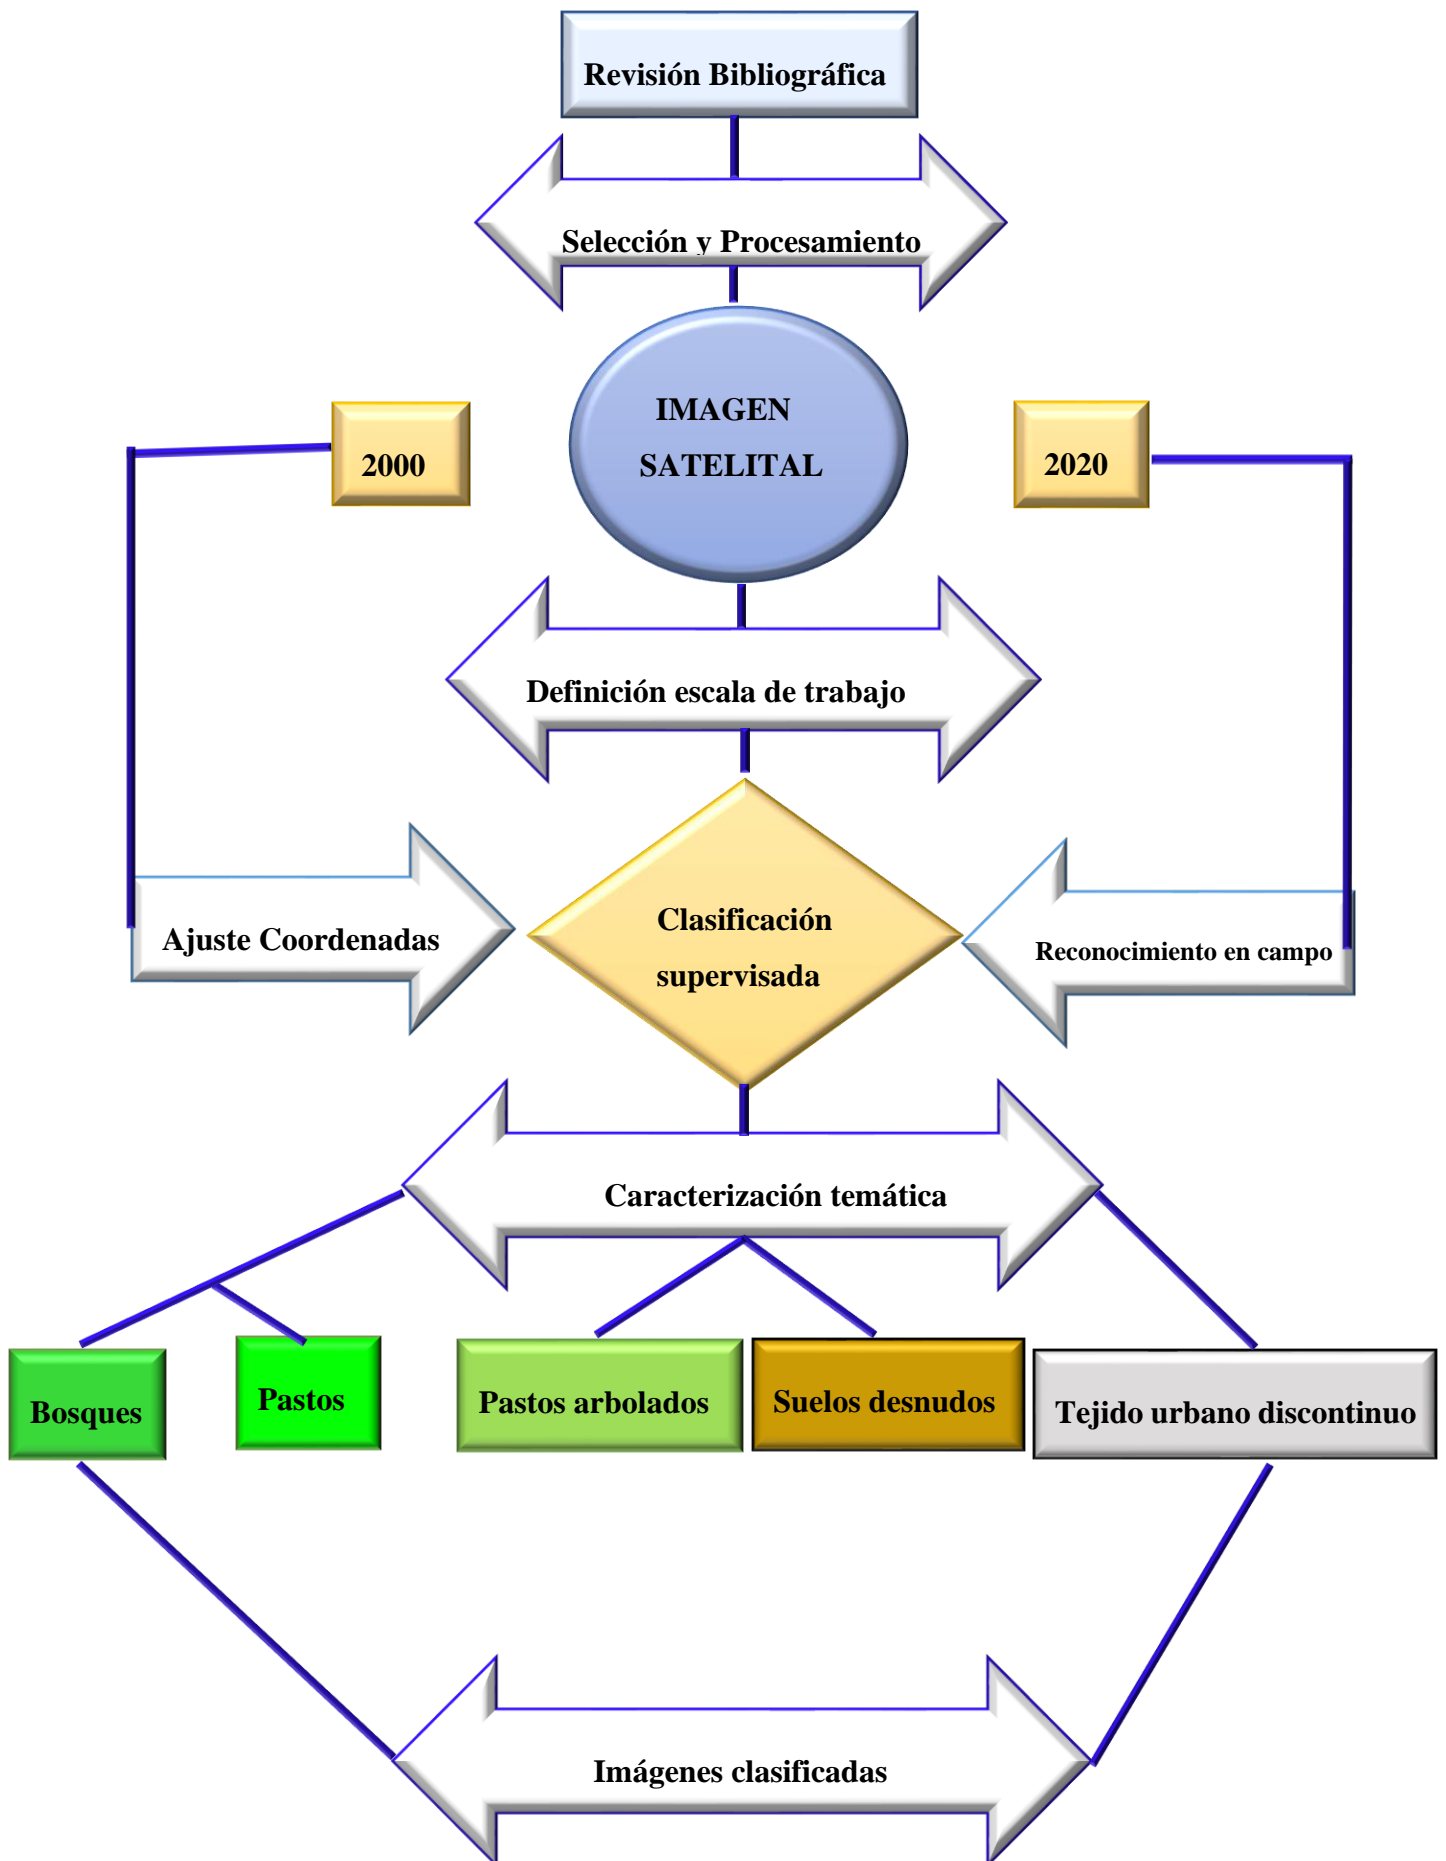 Revisión Bibliográfica
Selección y Procesamiento
IMAGEN
SATELITAL
2000
2020
Definición escala de trabajo
Ajuste Coordenadas
Clasificación
supervisada
Reconocimiento en campo
Caracterización temática
Bosques
Pastos
Pastos arbolados
Suelos desnudos
Tejido urbano discontinuo
Imágenes clasificadas